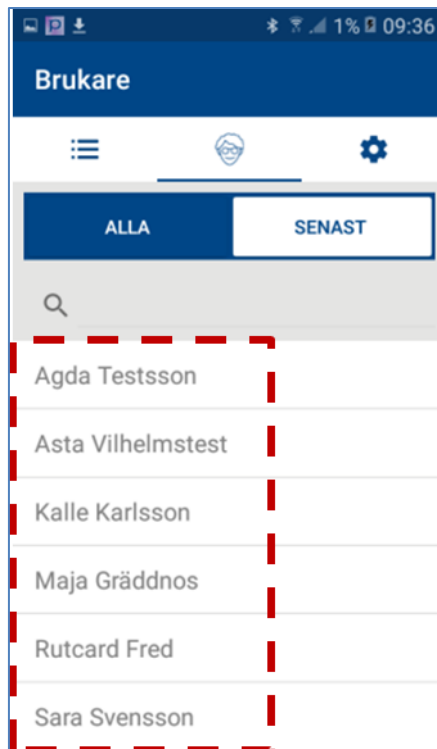 1% 09:36
Brukare
ALLA SENAST
Agda Testsson
Asta Vilhelmstest
Kalle Karlsson
Maja Gräddnos
Rutcard Fred
Sara Svensson